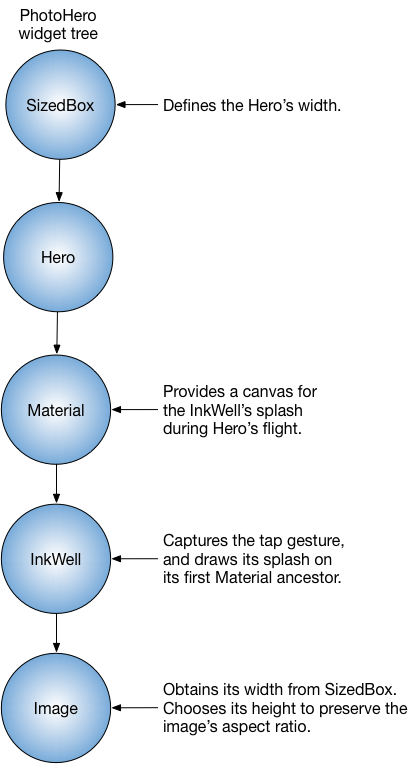 PhotoHero
widget tree
SizedBox
Defines the Hero's width.
Hero
Material
Provides a canvas for
the InkWell's splash
during Hero's flight.
InkWell
Captures the tap gesture,
and draws its splash on
its first Material ancestor.
Image
Obtains its width from SizedBox.
Chooses its height to preserve the
image's aspect ratio.